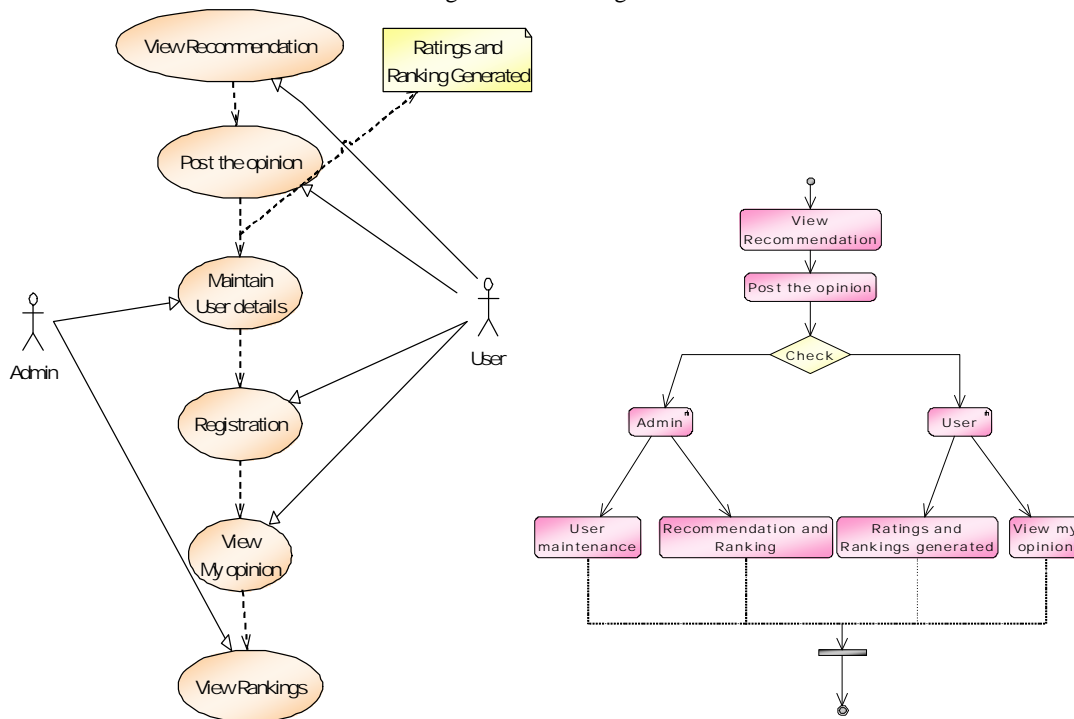 View Recommendation
Ratings and
Ranking Generated
Post the opinion
Maintain
User details
Admin
User
Registration
View
My opinion
View Rankings
View
Recommendation
Post the opinion
Check
Admin
User
User
maintenance
Recommendation and
Ranking
Ratings and
Rankings generated
View my
opinion